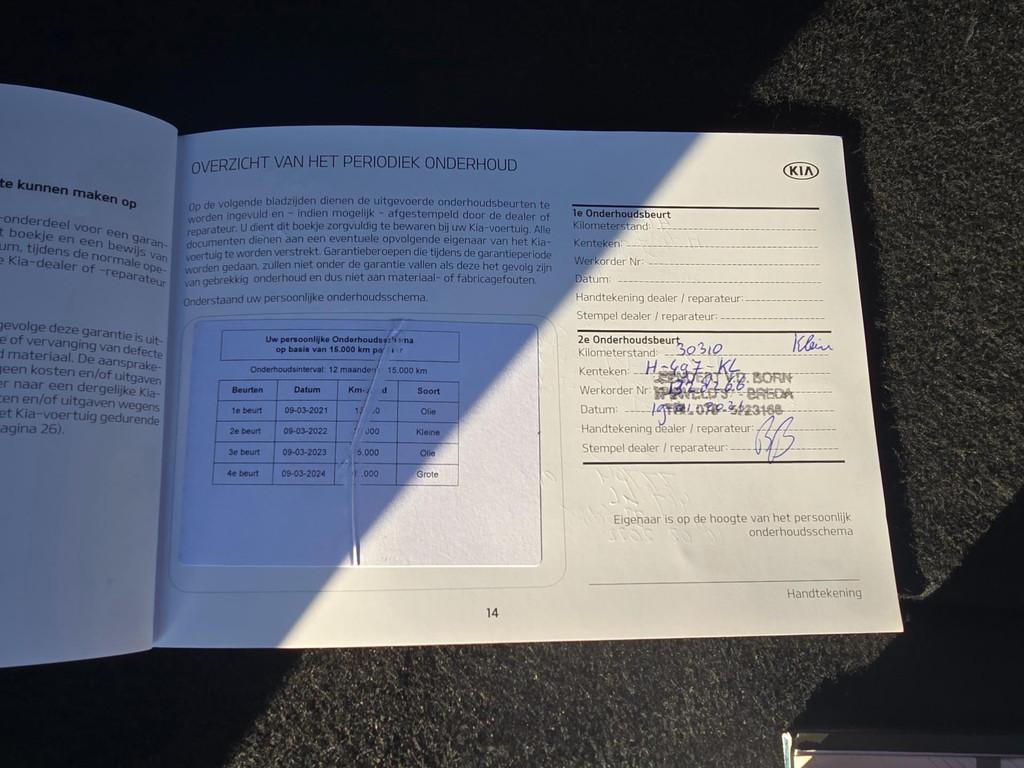 te kunnen maken op
-onderdeel voor een garan-
t boekje en een bewijs van
um, tijdens de normale ope-
e Kia-dealer of -reparateur
gevolge deze garantie is uit-
e of vervanging van defecte
d materiaal. De aansprake-
geen kosten en/of uitgaven
er naar een dergelijke Kia-
ten en/of uitgaven wegens
et Kia-voertuig gedurende
agina 26).
OVERZICHT VAN HET PERIODIEK ONDERHOUD
Op de volgende bladzijden dienen de uitgevoerde onderhoudsbeurten te
worden ingevuld en - indien mogelijk - afgestempeld door de dealer of
reparateur. U dient dit boekje zorgvuldig te bewaren bij uw Kia-voertuig. Alle
documenten dienen aan een eventuele opvolgende eigenaar van het Kia-
voertuig te worden verstrekt. Garantieberoepen die tijdens de garantieperiode
worden gedaan, zullen niet onder de garantie vallen als deze het gevolg zijn
van gebrekkig onderhoud en dus niet aan materiaal- of fabricagefouten.
Onderstaand uw persoonlijke onderhoudsschema.
Uw persoonlijke Onderhoudsschema
op basis van 15.000 km
Onderhoudsinterval: 12 maanden 15.000 km
Beurten Datum Soort
1e beurt 09-03-2021 Olie
2e beurt 09-03-2022 Kleine
3e beurt 09-03-2023 Olie
4e beurt 09-03-2024 Grote
14
KIA
1e Onderhoudsbeurt
Kilometerstand:
Kenteken:
Werkorder Nr:
Datum:
Handtekening dealer / reparateur:
Stempel dealer / reparateur:
2e Onderhoudsbeurt Klein
Kilometerstand: 30310
Kenteken: H-497-KL
Werkorder Nr: BORN
BREDA
Datum:
Handtekening dealer / reparateur:
Stempel dealer / reparateur:
Eigenaar is op de hoogte van het persoonlijk
onderhoudsschema
Handtekening